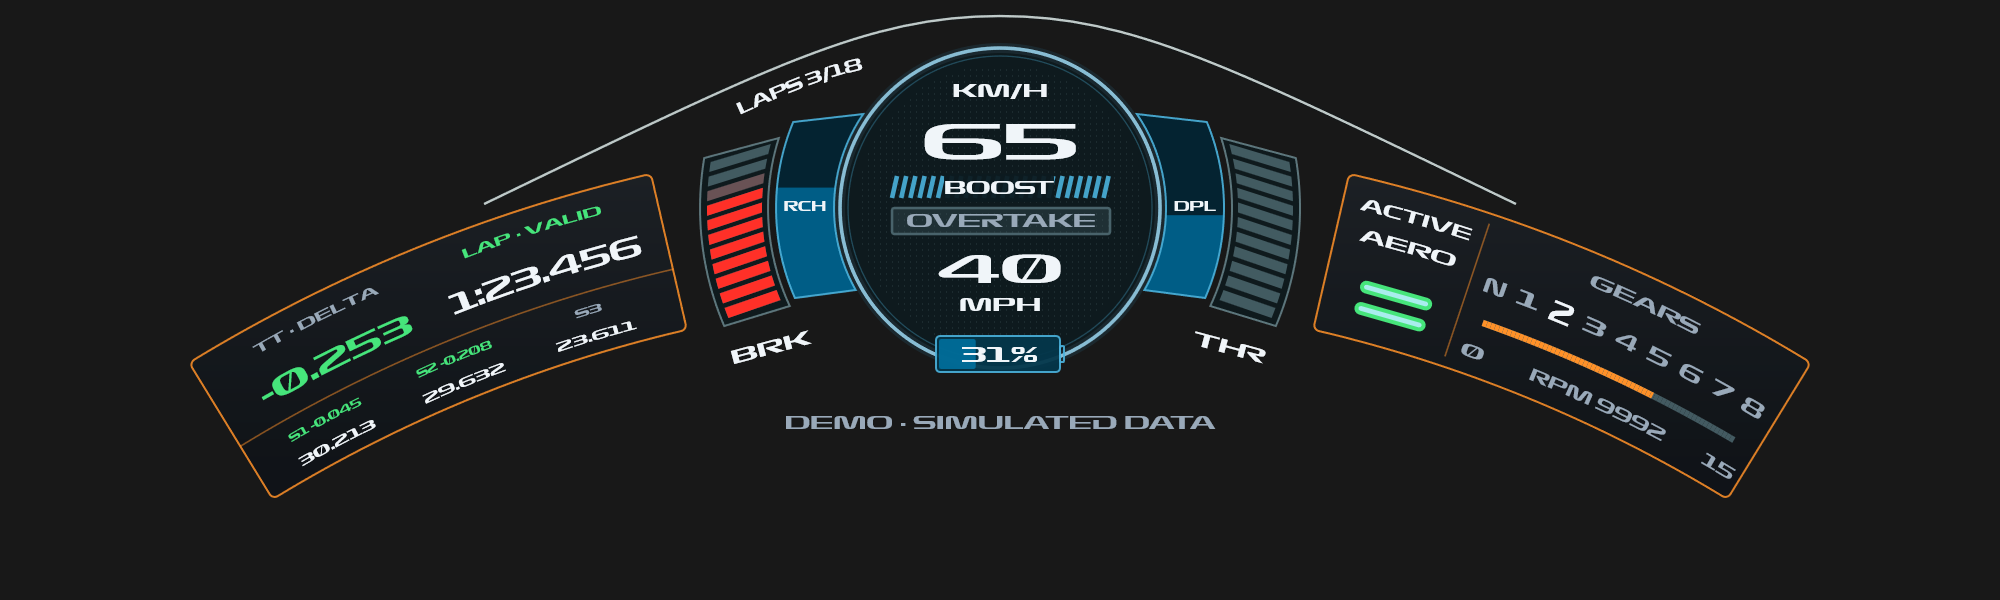 LAPS 3/18
LAP · VALID
TT · DELTA
1:23.456
-0.253
S1 -0.045
S2 -0.208
S3
30.213
29.632
23.611
BRK
RCH
KM/H
65
BOOST
OVERTAKE
40
MPH
31%
DPL
THR
ACTIVE
AERO
GEARS
N 1 2 3 4 5 6 7 8
0
RPM 9992
15
DEMO · SIMULATED DATA